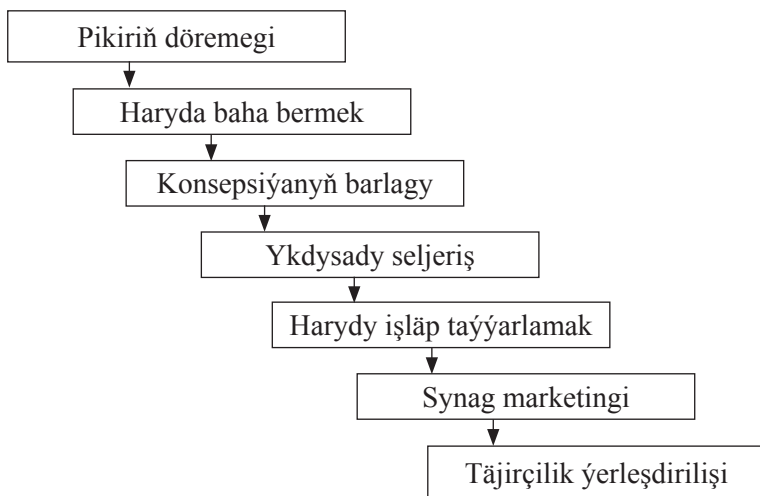 Pikiriň döremegi
Haryda baha bermek
Konsepsiýanyň barlagy
Ykdysady seljeriş
Harydy işläp taýýarlamak
Synag marketingi
Täjirçilik ýerleşdirilişi